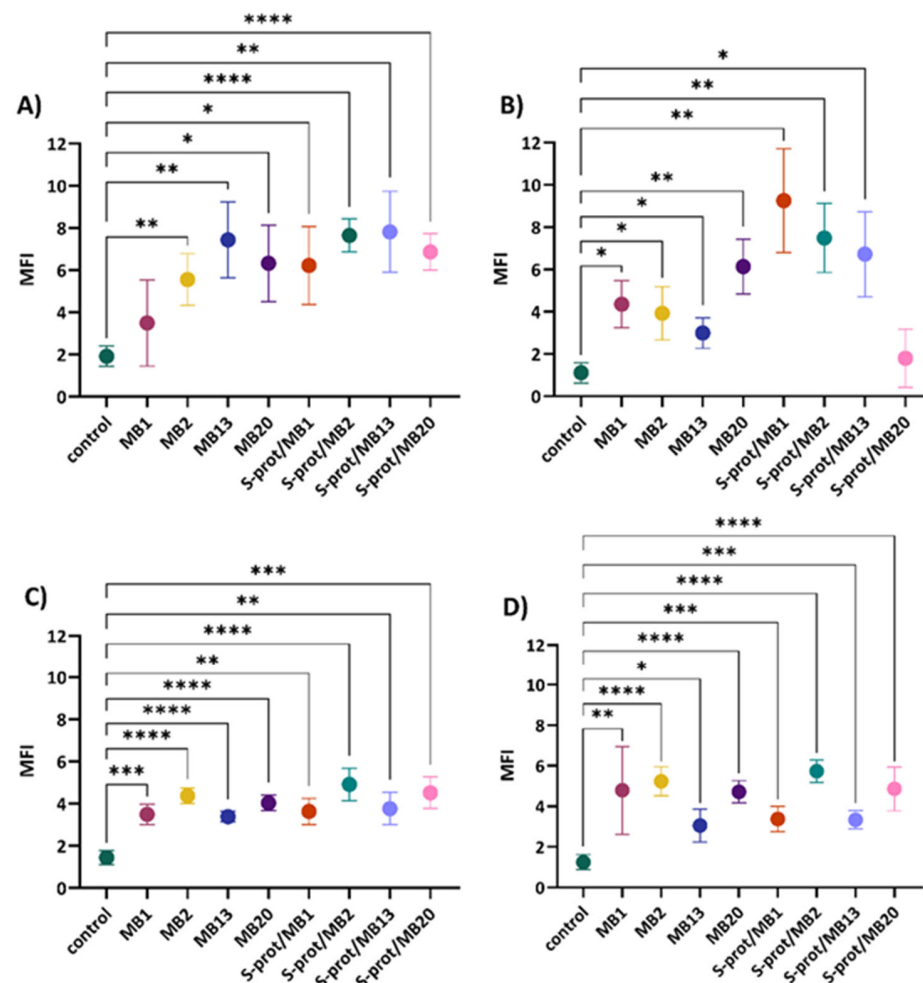 ****
**
****
*
*
**
**
A)
MFI
12
10
8
6
4
2
0
control
MB1
MB2
MB13
MB20
S-prot/MB1
S-prot/MB2
S-prot/MB13
S-prot/MB20
*
**
**
**
*
*
*
B)
MFI
12
10
8
6
4
2
0
control
MB1
MB2
MB13
MB20
S-prot/MB1
S-prot/MB2
S-prot/MB13
S-prot/MB20
***
**
****
**
****
****
****
***
C)
MFI
12
10
8
6
4
2
0
control
MB1
MB2
MB13
MB20
S-prot/MB1
S-prot/MB2
S-prot/MB13
S-prot/MB20
****
***
****
***
****
*
****
**
D)
MFI
12
10
8
6
4
2
0
control
MB1
MB2
MB13
MB20
S-prot/MB1
S-prot/MB2
S-prot/MB13
S-prot/MB20